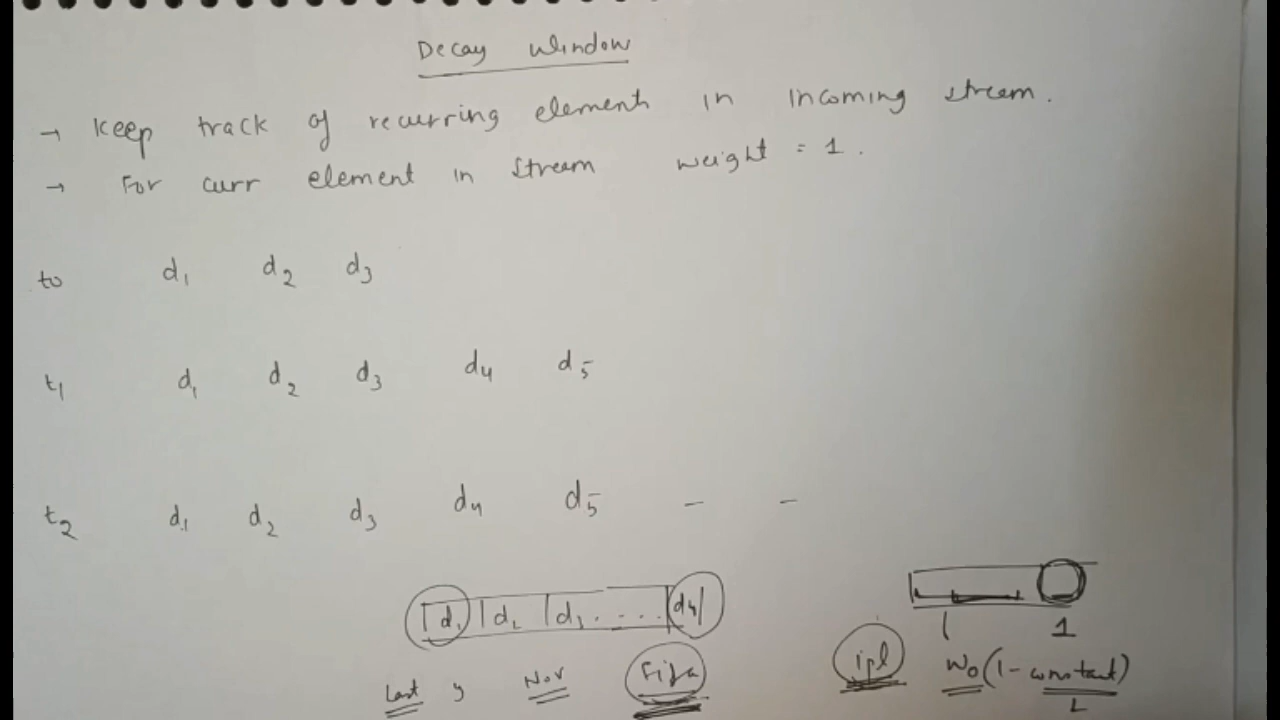 Decay Window
→ Keep track of recurring element in incoming stream.
→ For curr element in stream weight = 1.
to d1 d2 d3
t1 d1 d2 d3 d4 d5
t2 d1 d2 d3 d4 d5 _ _
|d1|d2|d3. . . .|d4|
1
Last y Nov Fifa ipl W0(1-constant)
L